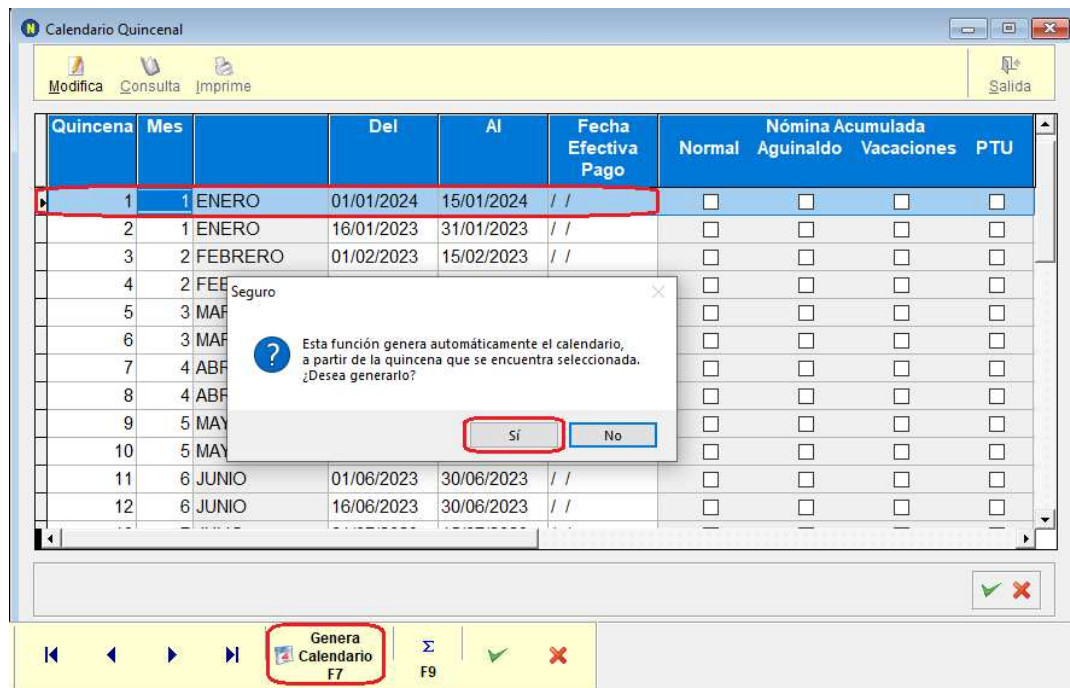 Calendario Quincenal
Modifica Consulta Imprime Salida
Quincena Mes Del Al Fecha Efectiva Pago Nómina Acumulada
Normal Aguinaldo Vacaciones PTU
1 1 ENERO 01/01/2024 15/01/2024 / /
2 1 ENERO 16/01/2023 31/01/2023 / /
3 2 FEBRERO 01/02/2023 15/02/2023 / /
4 2 FEB
5 3 MAR
6 3 MAR
7 4 ABR
8 4 ABR
9 5 MAY
10 5 MAY
11 6 JUNIO 01/06/2023 30/06/2023 / /
12 6 JUNIO 16/06/2023 30/06/2023 / /
Seguro
Esta función genera automáticamente el calendario,
a partir de la quincena que se encuentra seleccionada.
¿Desea generarlo?
Sí No
Genera
Calendario
F7
Σ
F9